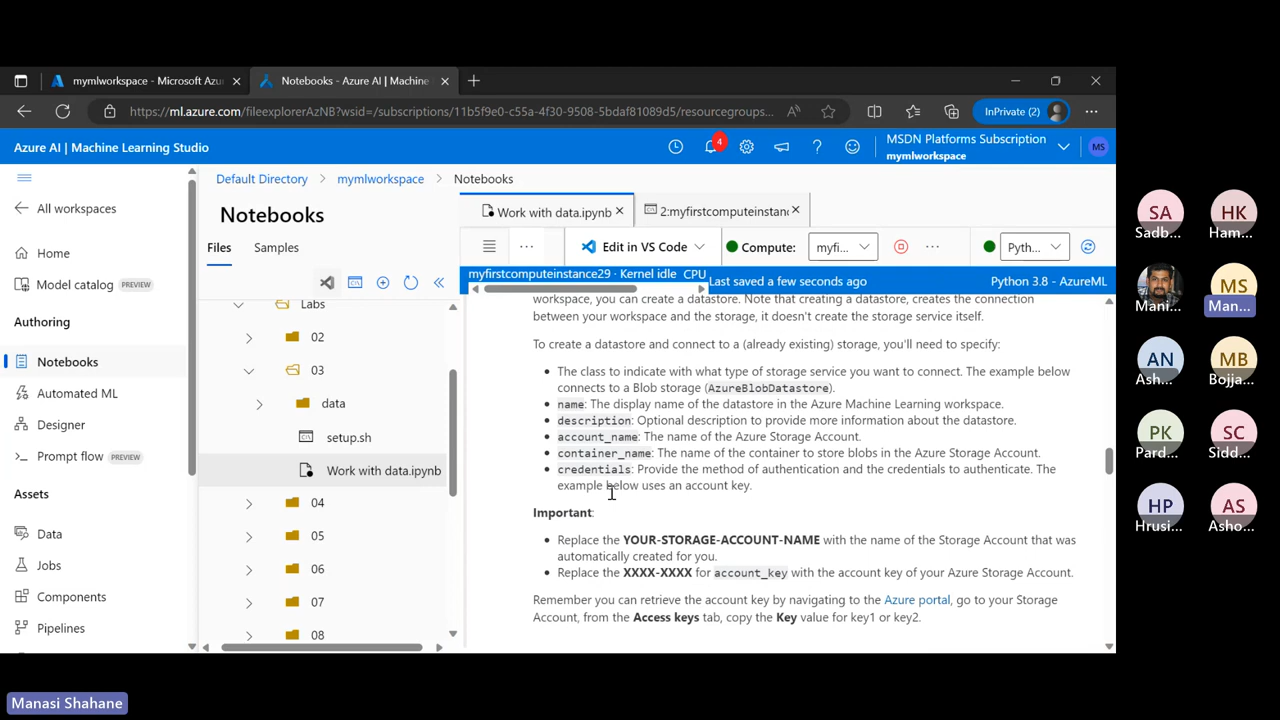 mymlworkspace - Microsoft Azu
Notebooks - Azure AI | Machine
https://ml.azure.com/fileexplorerAzNB?wsid=/subscriptions/11b5f9e0-c55a-4f30-9508-5bdaf81089d5/resourcegroups...
InPrivate (2)
Azure AI | Machine Learning Studio
4
MSDN Platforms Subscription
mymlworkspace
MS
All workspaces
Home
Model catalog PREVIEW
Authoring
Notebooks
Automated ML
Designer
Prompt flow PREVIEW
Assets
Data
Jobs
Components
Pipelines
Default Directory > mymlworkspace > Notebooks
Notebooks
Files
Samples
Labs
02
03
data
setup.sh
Work with data.ipynb
04
05
06
07
08
Work with data.ipynb
2:myfirstcomputeinstanc
Edit in VS Code
Compute:
myfi...
Pyth...
myfirstcomputeinstance29 · Kernel idle CPU
Last saved a few seconds ago
Python 3.8 - AzureML
workspace, you can create a datastore. Note that creating a datastore, creates the connection
between your workspace and the storage, it doesn't create the storage service itself.
To create a datastore and connect to a (already existing) storage, you'll need to specify:
• The class to indicate with what type of storage service you want to connect. The example below
connects to a Blob storage (AzureBlobDatastore).
• name: The display name of the datastore in the Azure Machine Learning workspace.
• description: Optional description to provide more information about the datastore.
• account_name: The name of the Azure Storage Account.
• container_name: The name of the container to store blobs in the Azure Storage Account.
• credentials: Provide the method of authentication and the credentials to authenticate. The
example below uses an account key.
Important:
• Replace the YOUR-STORAGE-ACCOUNT-NAME with the name of the Storage Account that was
automatically created for you.
• Replace the XXXX-XXXX for account_key with the account key of your Azure Storage Account.
Remember you can retrieve the account key by navigating to the Azure portal, go to your Storage
Account, from the Access keys tab, copy the Key value for key1 or key2.
SA
Sadb...
HK
Ham...
Mani...
MS
Man...
AN
Ash...
MB
Bojja...
PK
Pard...
SC
Sidd...
HP
Hrusi...
AS
Asho...
Manasi Shahane